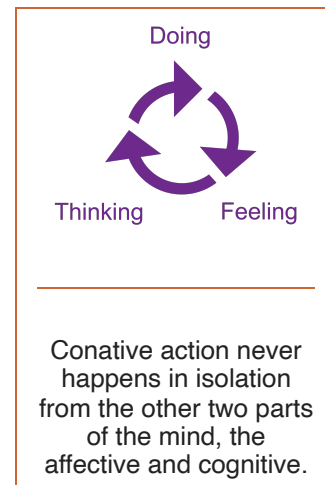 Doing
Thinking Feeling
Conative action never
happens in isolation
from the other two parts
of the mind, the
affective and cognitive.